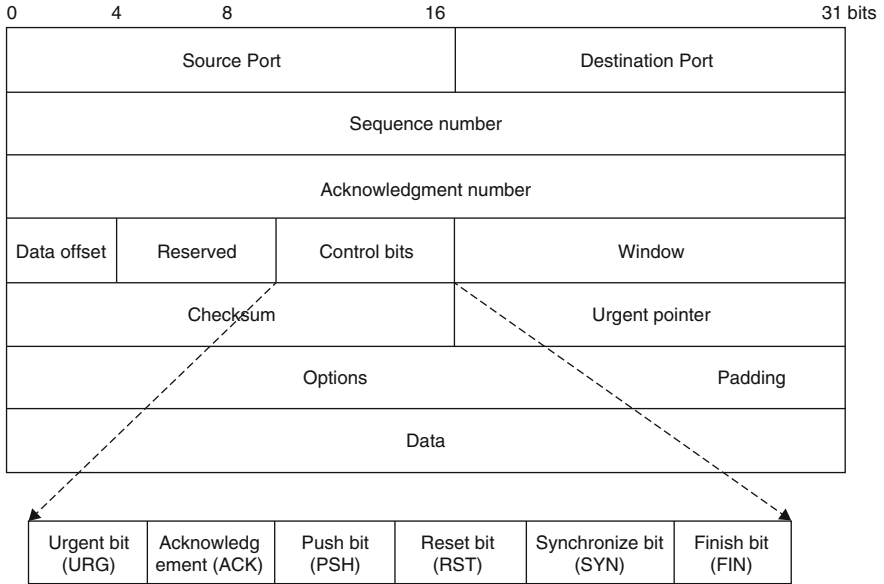 0 4 8 16 31 bits
Source Port Destination Port
Sequence number
Acknowledgment number
Data offset Reserved Control bits Window
Checksum Urgent pointer
Options Padding
Data
Urgent bit Acknowledg Push bit Reset bit Synchronize bit Finish bit
(URG) ement (ACK) (PSH) (RST) (SYN) (FIN)